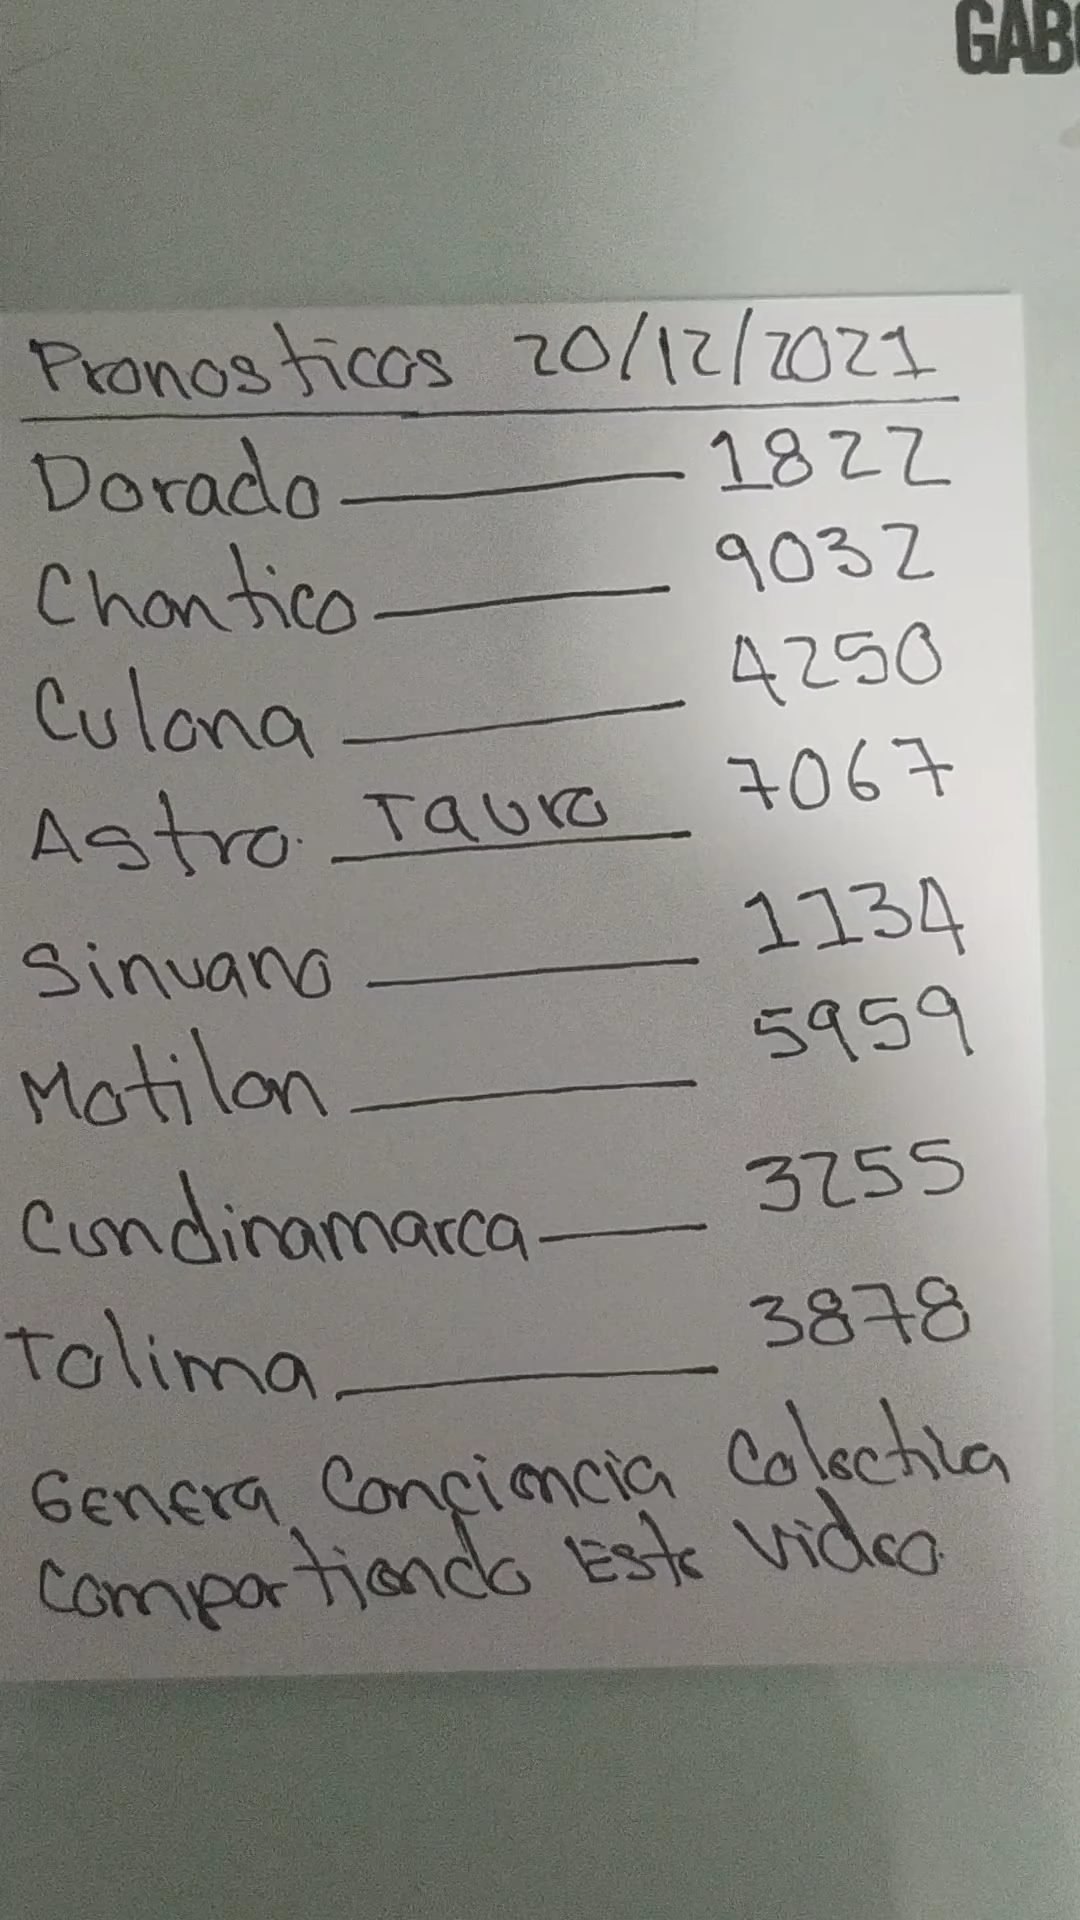 GAB
Pronosticos 20/12/2021
Dorado 1822
Chontico 9032
Culona 4250
Astro. Tauro 7067
Sinuano 1134
Motilon 5959
Cundinamarca 3255
Tolima 3878
Genera Conciencia Colectiva
compartiendo Este Video.